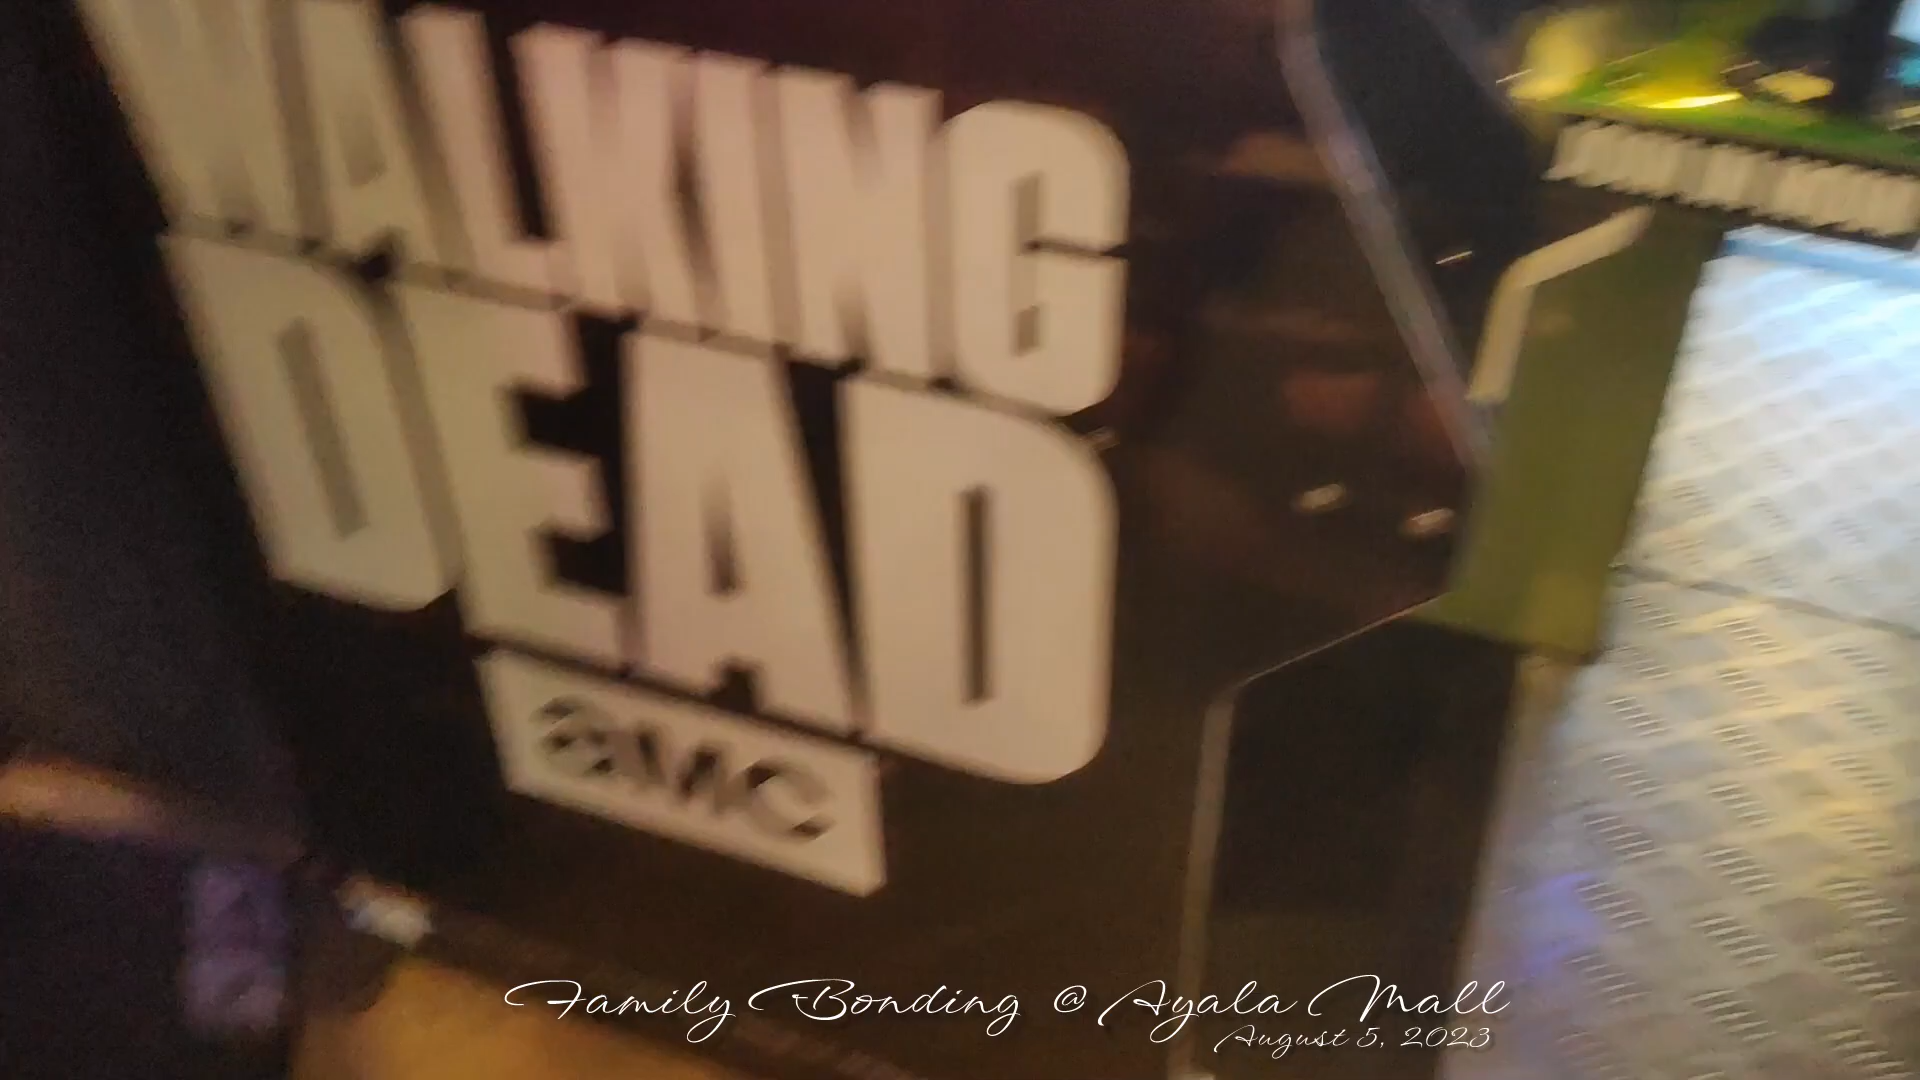 WALKING
DEAD
amc
Family Bonding @ Ayala Mall
August 5, 2023